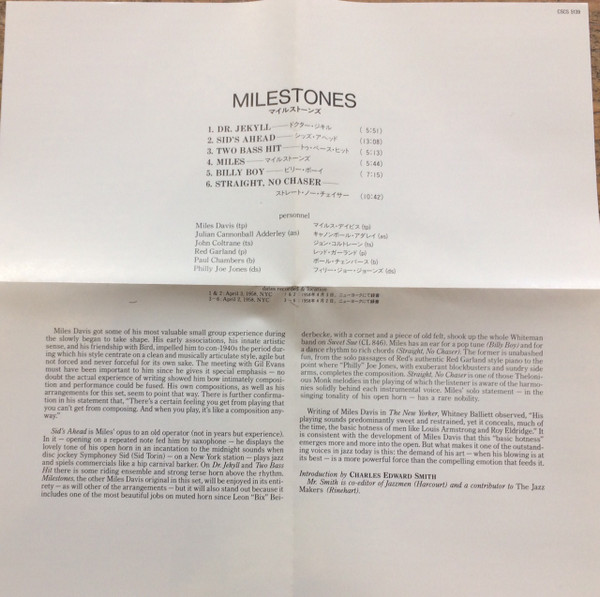 CSCS 5139
MILESTONES
マイルストーンズ
1. DR. JEKYLL——ドクター・ジキル ( 5:51)
2. SID'S AHEAD——シッズ・アヘッド (13:08)
3. TWO BASS HIT——トゥ・ベース・ヒット ( 5:13)
4. MILES——マイルストーンズ ( 5:44)
5. BILLY BOY——ビリー・ボーイ ( 7:15)
6. STRAIGHT, NO CHASER——
ストレート・ノー・チェイサー (10:42)
personnel
Miles Davis (tp) マイルス・デイビス (tp)
Julian Cannonball Adderley (as) キャノンボール・アダレイ (as)
John Coltrane (ts) ジョン・コルトレーン (ts)
Red Garland (p) レッド・ガーランド (p)
Paul Chambers (b) ポール・チェンバース (b)
Philly Joe Jones (ds) フィリー・ジョー・ジョーンズ (ds)
dates recorded & location
1 & 2: April 3, 1958, NYC
3-6: April 2, 1958, NYC
Miles Davis got some of his most valuable small group experience during
the slowly began to take shape. His early associations, his innate artistic
sense, and his friendship with Bird, impelled him to con-1940s the period dur-
ing which his style centrate on a clean and musically articulate style, agile but
not forced and never forceful for its own sake. The meeting with Gil Evans
must have been important to him since he gives it special emphasis — no
doubt the actual experience of writing showed him how intimately composi-
tion and performance could be fused. His own compositions, as well as his
arrangements for this set, seem to point that way. There is further confirma-
tion in his statement that, "There's a certain feeling you get from playing that
you can't get from composing. And when you play, it's like a composition any-
way."
Sid's Ahead is Miles' opus to an old operator (not in years but experience).
In it — opening on a repeated note fed him by saxophone — he displays the
lovely tone of his open horn in an incantation to the midnight sounds when
disc jockey Symphony Sid (Sid Torin) — on a New York station — plays jazz
and spiels commercials like a hip carnival barker. On Dr. Jekyll and Two Bass
Hit there is some riding ensemble and strong terse horn above the rhythm.
Milestones, the other Miles Davis original in this set, will be enjoyed in its enti-
rety — as will other of the arrangements — but it will also stand out because it
includes one of the most beautiful jobs on muted horn since Leon "Bix" Bei-
derbecke, with a cornet and a piece of old felt, shook up the whole Whiteman
band on Sweet Sue (CL 846). Miles has an ear for a pop tune (Billy Boy) and for
a dance rhythm to rich chords (Straight, No Chaser). The former is unabashed
fun, from the solo passages of Red's authentic Red Garland style piano to the
point where "Philly" Joe Jones, with exuberant blockbusters and sundry side
arms, completes the composition. Straight, No Chaser is one of those Theloni-
ous Monk melodies in the playing of which the listener is aware of the harmo-
nies solidly behind each instrumental voice. Miles' solo statement — in the
singing tonality of his open horn — has a rare nobility.
Writing of Miles Davis in The New Yorker, Whitney Balliett observed, "His
playing sounds predominantly sweet and restrained, yet it conceals, much of
the time, the basic hotness of men like Louis Armstrong and Roy Eldridge." It
is consistent with the development of Miles Davis that this "basic hotness"
emerges more and more into the open. But what makes it one of the outstand-
ing voices in jazz today is this: the demand of his art — when his blowing is at
its best — is a more powerful force than the compelling emotion that feeds it.
Introduction by CHARLES EDWARD SMITH
Mr. Smith is co-editor of Jazzmen (Harcourt) and a contributor to The Jazz
Makers (Rinehart).